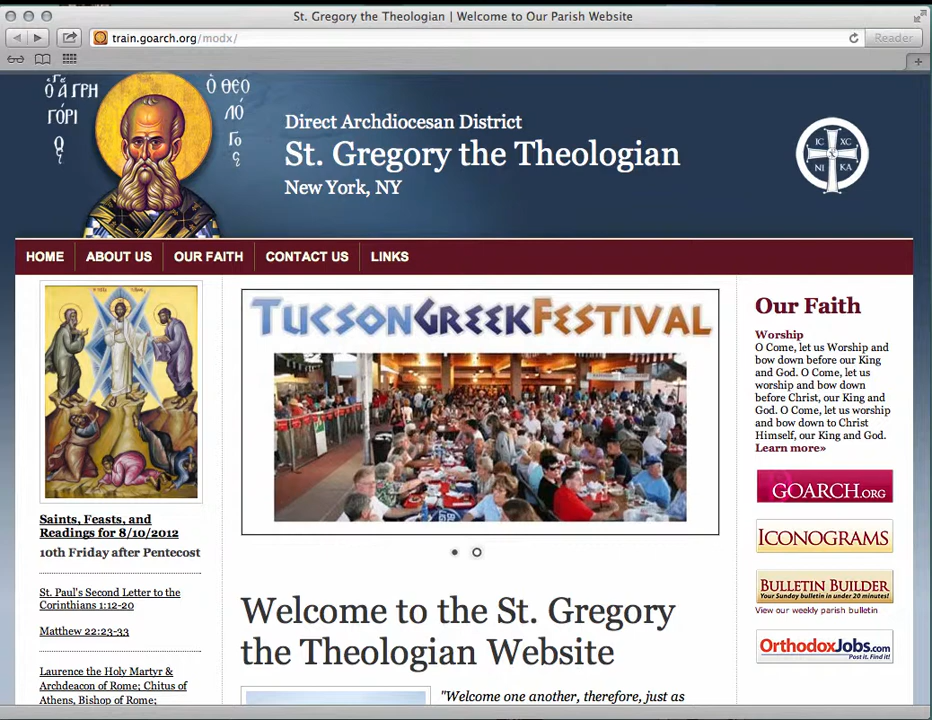 St. Gregory the Theologian | Welcome to Our Parish Website
train.goarch.org/modx/
Reader
Direct Archdiocesan District
St. Gregory the Theologian
New York, NY
IC XC
NI KA
HOME
ABOUT US
OUR FAITH
CONTACT US
LINKS
TUCSONGREEKFESTIVAL
Saints, Feasts, and
Readings for 8/10/2012
10th Friday after Pentecost
St. Paul's Second Letter to the
Corinthians 1:12-20
Matthew 22:23-33
Laurence the Holy Martyr &
Archdeacon of Rome; Chitus of
Athens, Bishop of Rome;
Welcome to the St. Gregory
the Theologian Website
"Welcome one another, therefore, just as
Our Faith
Worship
O Come, let us Worship and
bow down before our King
and God. O Come, let us
worship and bow down
before Christ, our King and
God. O Come, let us worship
and bow down to Christ
Himself, our King and God.
Learn more»
GOARCH.ORG
ICONOGRAMS
BULLETIN BUILDER
Your Sunday bulletin in under 20 minutes!
View our weekly parish bulletin
OrthodoxJobs.com
Post it. Find it!